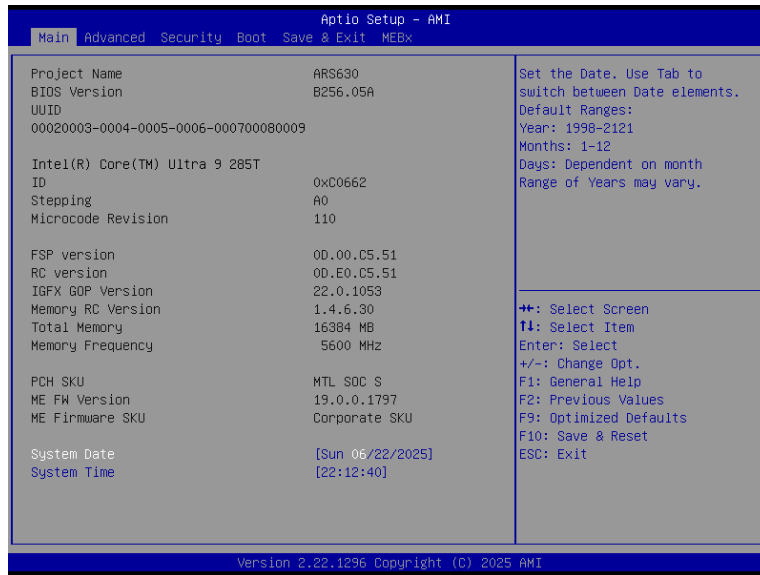 Aptio Setup – AMI
Main Advanced Security Boot Save & Exit MEBx
Project Name ARS630
BIOS Version B256.05A
UUID
00020003-0004-0005-0006-000700080009
Intel(R) Core(TM) Ultra 9 285T
ID 0xC0662
Stepping A0
Microcode Revision 110
FSP version 0D.00.C5.51
RC version 0D.E0.C5.51
IGFX GOP Version 22.0.1053
Memory RC Version 1.4.6.30
Total Memory 16384 MB
Memory Frequency 5600 MHz
PCH SKU MTL SOC S
ME FW Version 19.0.0.1797
ME Firmware SKU Corporate SKU
System Date [Sun 06/22/2025]
System Time [22:12:40]
Set the Date. Use Tab to
switch between Date elements.
Default Ranges:
Year: 1998-2121
Months: 1-12
Days: Dependent on month
Range of Years may vary.
→←: Select Screen
↑↓: Select Item
Enter: Select
+/-: Change Opt.
F1: General Help
F2: Previous Values
F9: Optimized Defaults
F10: Save & Reset
ESC: Exit
Version 2.22.1296 Copyright (C) 2025 AMI